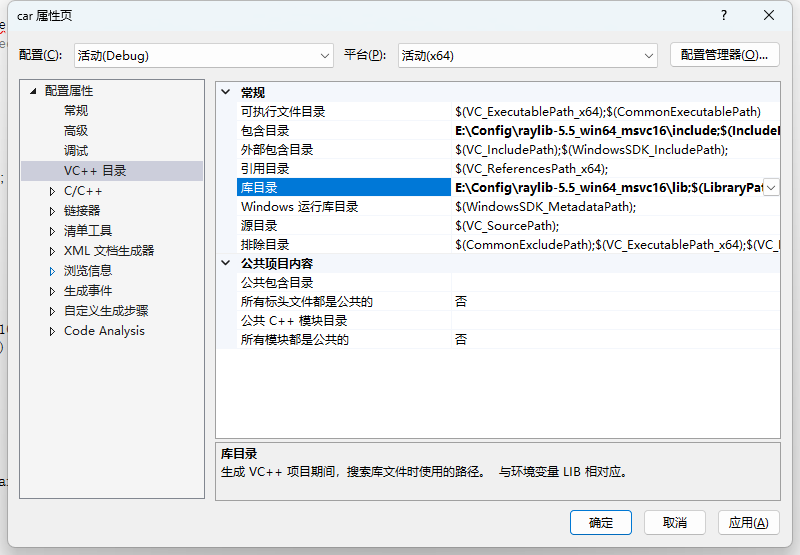 car 属性页
配置(C): 活动(Debug) 平台(P): 活动(x64) 配置管理器(O)...
配置属性
常规
高级
调试
VC++ 目录
C/C++
链接器
清单工具
XML 文档生成器
浏览信息
生成事件
自定义生成步骤
Code Analysis
常规
可执行文件目录 $(VC_ExecutablePath_x64);$(CommonExecutablePath)
包含目录 E:\Config\raylib-5.5_win64_msvc16\include;$(Include
外部包含目录 $(VC_IncludePath);$(WindowsSDK_IncludePath);
引用目录 $(VC_ReferencesPath_x64);
库目录 E:\Config\raylib-5.5_win64_msvc16\lib;$(LibraryPat
Windows 运行库目录 $(WindowsSDK_MetadataPath);
源目录 $(VC_SourcePath);
排除目录 $(CommonExcludePath);$(VC_ExecutablePath_x64);$(VC_
公共项目内容
公共包含目录
所有标头文件都是公共的 否
公共 C++ 模块目录
所有模块都是公共的 否
库目录
生成 VC++ 项目期间，搜索库文件时使用的路径。 与环境变量 LIB 相对应。
确定 取消 应用(A)